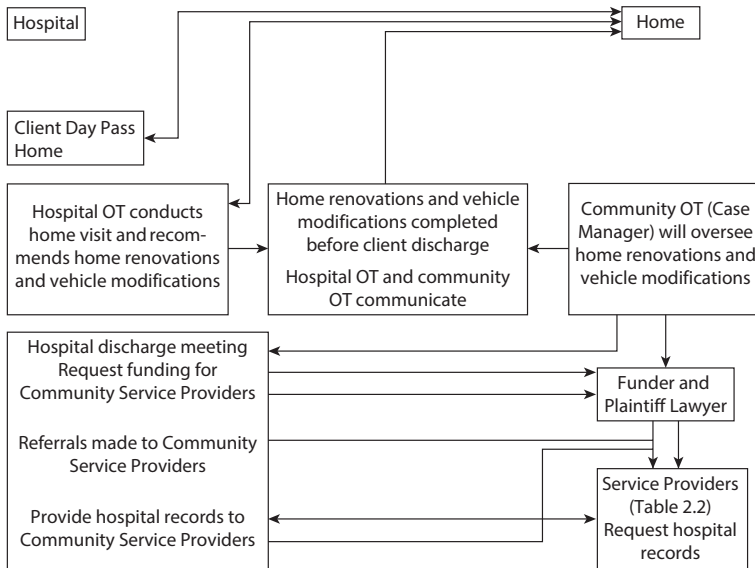 Hospital
Home
Client Day Pass
Home
Hospital OT conducts
home visit and recom-
mends home renovations
and vehicle modifications
Home renovations and vehicle
modifications completed
before client discharge
Hospital OT and community
OT communicate
Community OT (Case
Manager) will oversee
home renovations and
vehicle modifications
Hospital discharge meeting
Request funding for
Community Service Providers
Referrals made to Community
Service Providers
Provide hospital records to
Community Service Providers
Funder and
Plaintiff Lawyer
Service Providers
(Table 2.2)
Request hospital
records